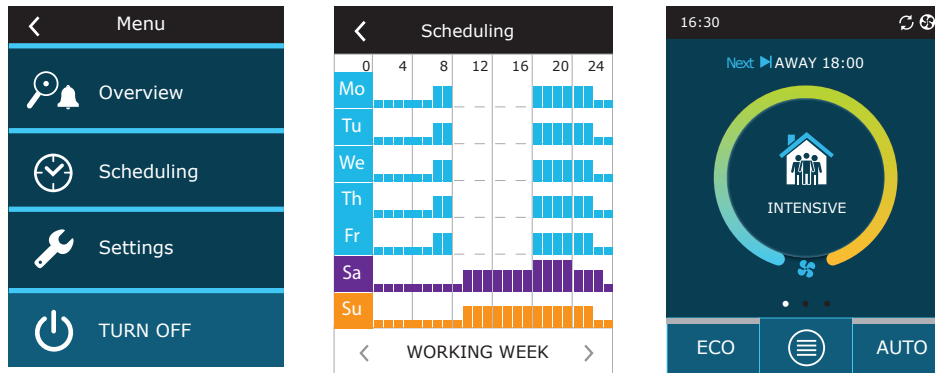 Menu
Overview
Scheduling
Settings
TURN OFF
Scheduling
0 4 8 12 16 20 24
Mo
Tu
We
Th
Fr
Sa
Su
WORKING WEEK
16:30
Next AWAY 18:00
INTENSIVE
ECO AUTO